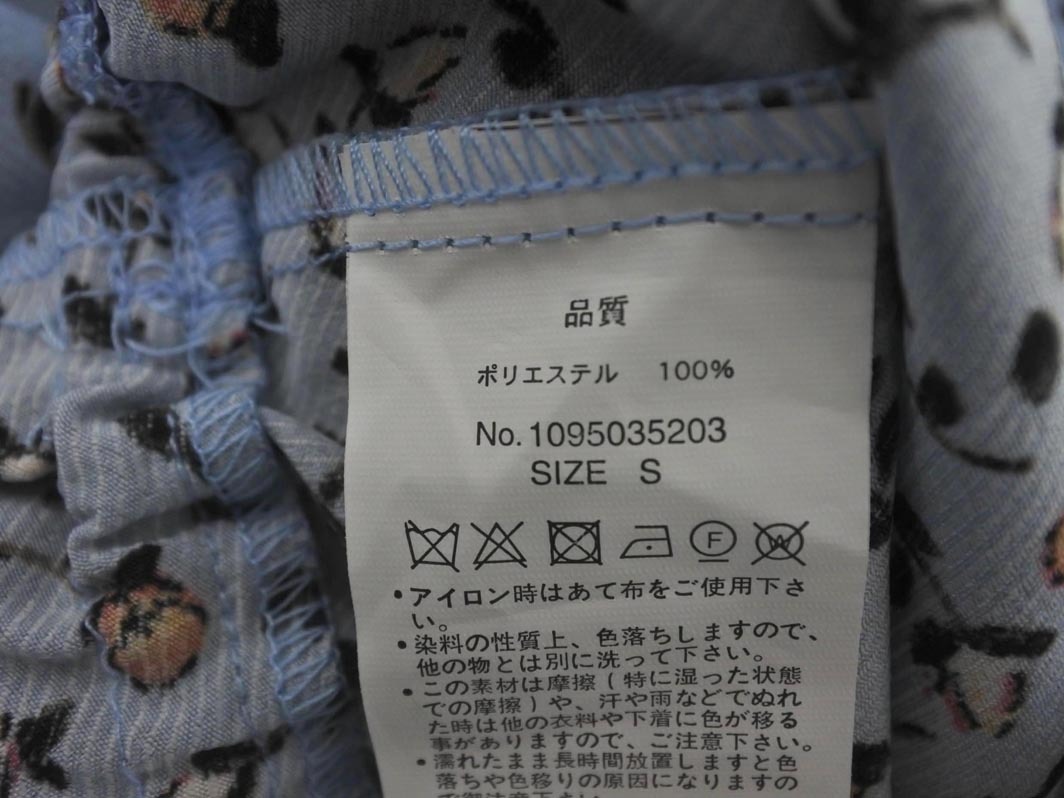 品質
ポリエステル 100%
No.1095035203
SIZE S
F W
•アイロン時はあて布をご使用下さ
い。
•染料の性質上、色落ちしますので、
他の物とは別に洗って下さい。
•この素材は摩擦(特に湿った状態
での摩擦)や、汗や雨などでぬれ
た時は他の衣料や下着に色が移る
事がありますので、ご注意下さい。
•濡れたまま長時間放置しますと色
落ちや色移りの原因になりますの
で御注意下さい。